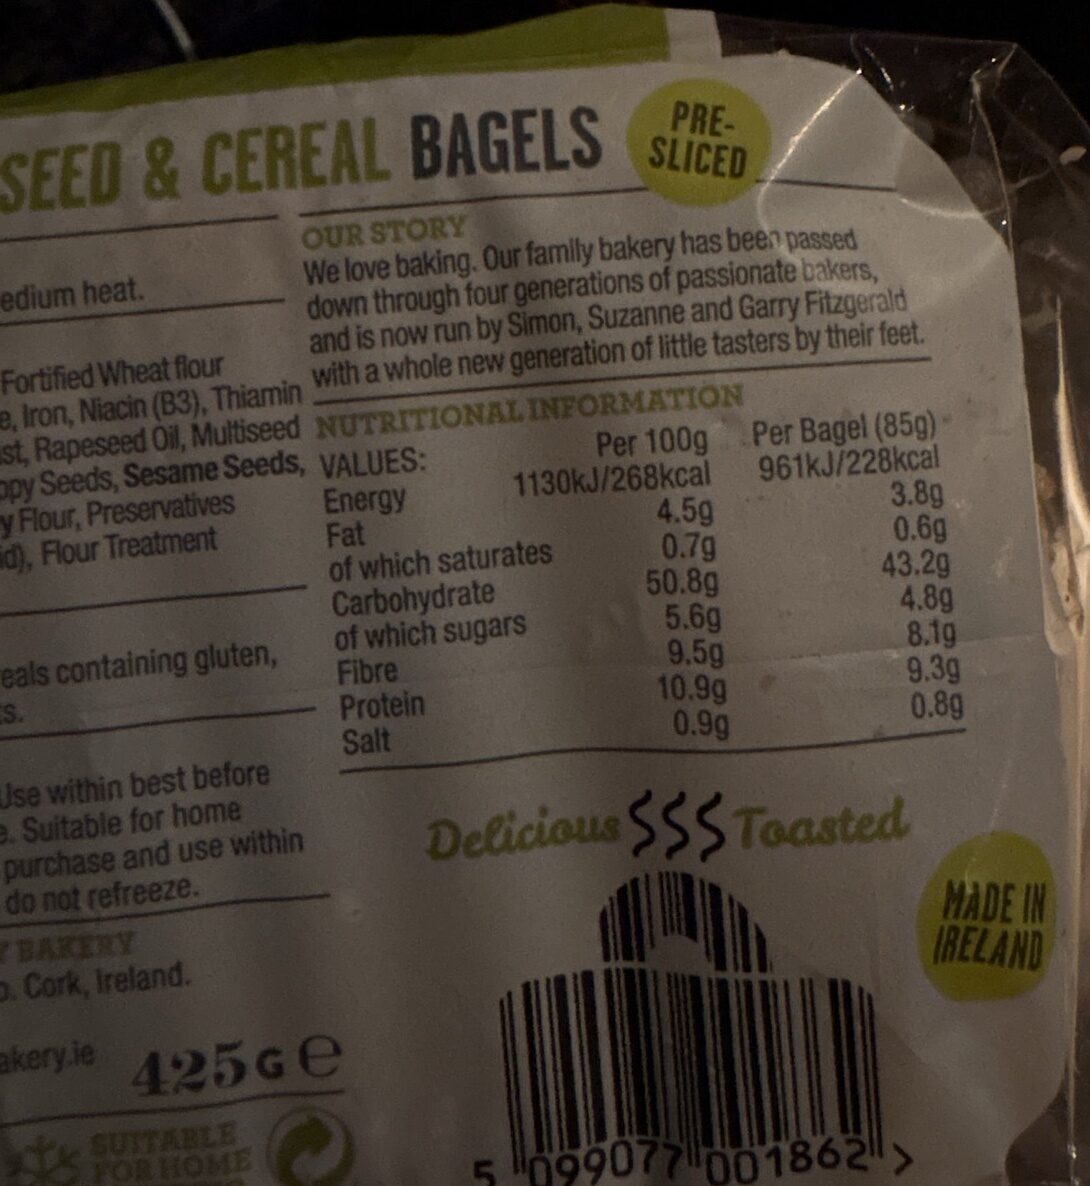 SEED & CEREAL BAGELS
PRE-
SLICED
edium heat.
Fortified Wheat flour
e, Iron, Niacin (B3), Thiamin
st, Rapeseed Oil, Multiseed
ppy Seeds, Sesame Seeds,
y Flour, Preservatives
id), Flour Treatment
eals containing gluten,
s.
Use within best before
e. Suitable for home
purchase and use within
do not refreeze.
Y BAKERY
o. Cork, Ireland.
akery.ie
425G e
SUITABLE
FOR HOME
OUR STORY
We love baking. Our family bakery has been passed
down through four generations of passionate bakers,
and is now run by Simon, Suzanne and Garry Fitzgerald
with a whole new generation of little tasters by their feet.
NUTRITIONAL INFORMATION
VALUES: Per 100g Per Bagel (85g)
Energy 1130kJ/268kcal 961kJ/228kcal
Fat 4.5g 3.8g
of which saturates 0.7g 0.6g
Carbohydrate 50.8g 43.2g
of which sugars 5.6g 4.8g
Fibre 9.5g 8.1g
Protein 10.9g 9.3g
Salt 0.9g 0.8g
Delicious Toasted
MADE IN
IRELAND
5 099077 001862 >